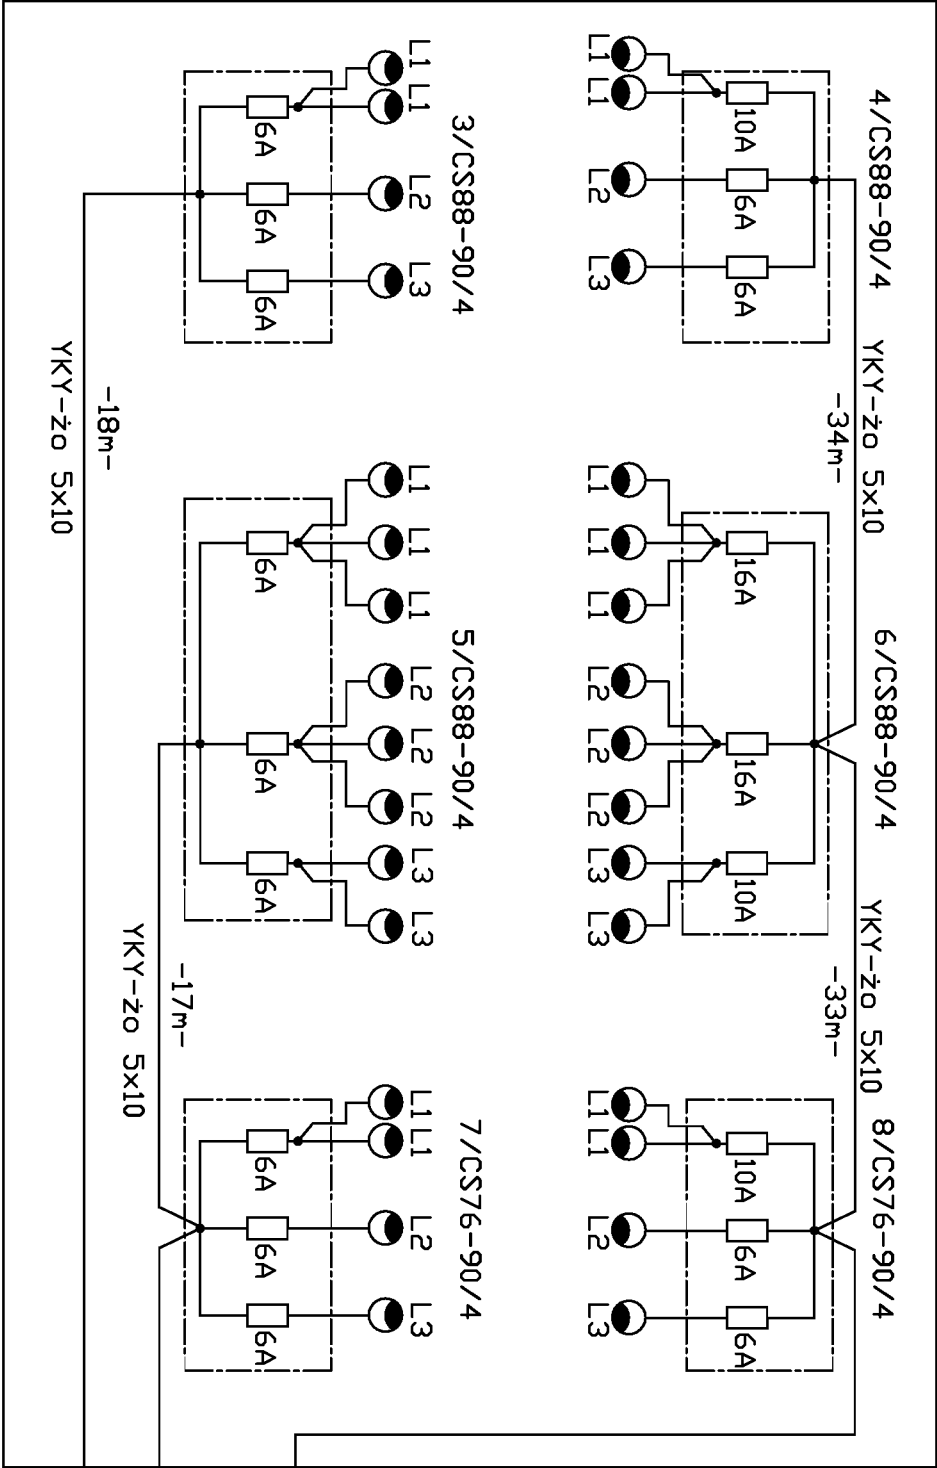 4/CS88-90/4
6/CS88-90/4
8/CS76-90/4
YKY-żo 5x10
YKY-żo 5x10
-34m-
-33m-
10A
6A
6A
16A
16A
10A
10A
6A
6A
L1
L1
L2
L3
L1
L1
L1
L2
L2
L2
L3
L3
L1
L1
L2
L3
3/CS88-90/4
5/CS88-90/4
7/CS76-90/4
L1
L1
L2
L3
L1
L1
L1
L2
L2
L2
L3
L3
L1
L1
L2
L3
6A
6A
6A
6A
6A
6A
6A
6A
6A
-17m-
YKY-żo 5x10
-18m-
YKY-żo 5x10